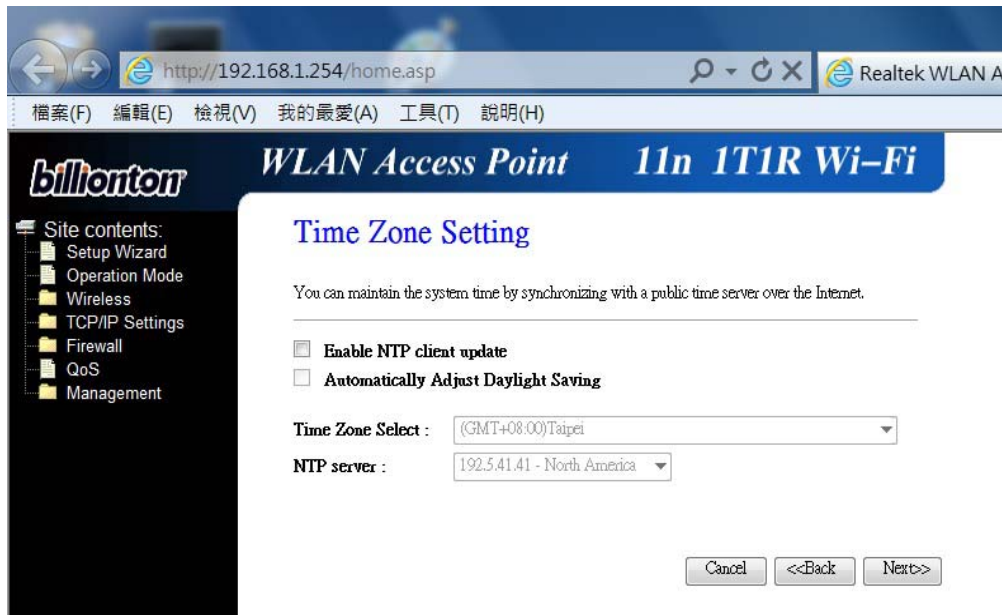 http://192.168.1.254/home.asp
Realtek WLAN A
檔案(F) 編輯(E) 檢視(V) 我的最愛(A) 工具(T) 說明(H)
billionton
WLAN Access Point 11n 1T1R Wi-Fi
Site contents:
Setup Wizard
Operation Mode
Wireless
TCP/IP Settings
Firewall
QoS
Management
Time Zone Setting
You can maintain the system time by synchronizing with a public time server over the Internet.
Enable NTP client update
Automatically Adjust Daylight Saving
Time Zone Select : (GMT+08:00)Taipei
NTP server : 192.5.41.41 - North America
Cancel <<Back Next>>